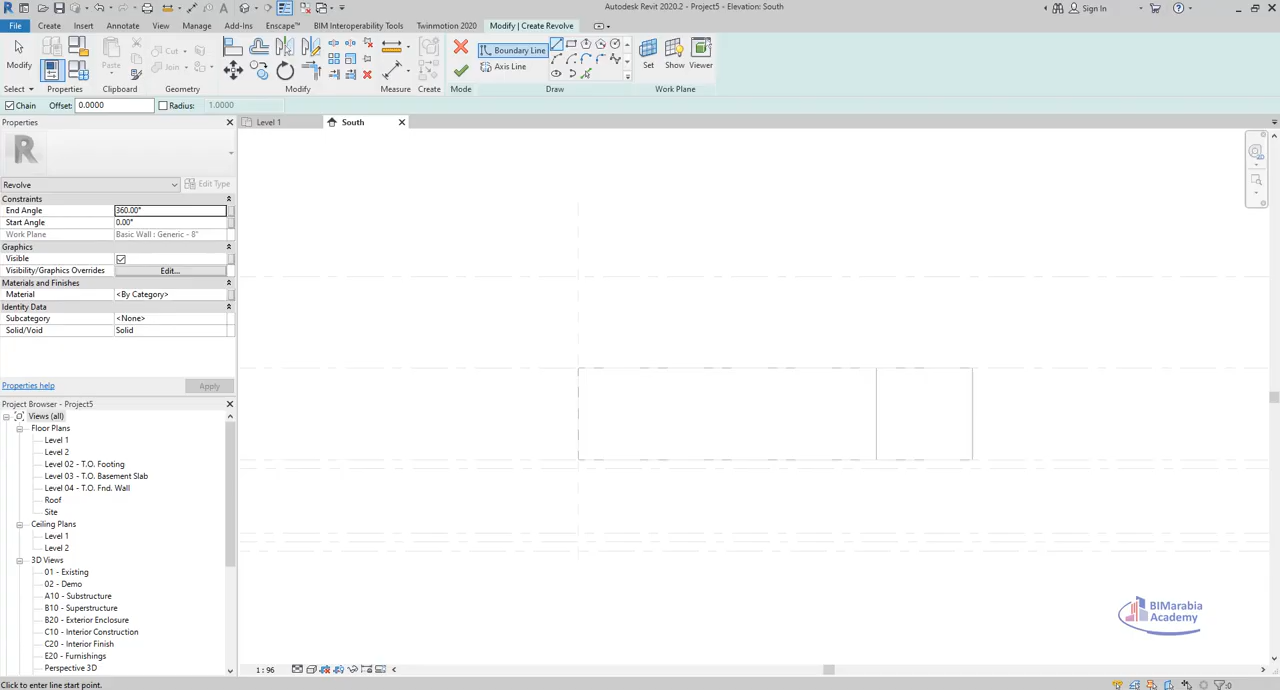 Autodesk Revit 2020.2 - Project5 - Elevation: South
Sign In
File Create Insert Annotate View Manage Add-Ins Enscape™ BIM Interoperability Tools Twinmotion 2020 Modify | Create Revolve
Modify
Paste
Cut
Join
Boundary Line
Axis Line
Set Show Viewer
Select Properties Clipboard Geometry Modify Measure Create Mode Draw Work Plane
Chain Offset: 0.0000 Radius: 1.0000
Properties
Level 1
South
Revolve
Edit Type
Constraints
End Angle 360.00°
Start Angle 0.00°
Work Plane Basic Wall : Generic - 8"
Graphics
Visible
Visibility/Graphics Overrides Edit...
Materials and Finishes
Material <By Category>
Identity Data
Subcategory <None>
Solid/Void Solid
Properties help
Apply
Project Browser - Project5
Views (all)
Floor Plans
Level 1
Level 2
Level 02 - T.O. Footing
Level 03 - T.O. Basement Slab
Level 04 - T.O. Fnd. Wall
Roof
Site
Ceiling Plans
Level 1
Level 2
3D Views
01 - Existing
02 - Demo
A10 - Substructure
B10 - Superstructure
B20 - Exterior Enclosure
C10 - Interior Construction
C20 - Interior Finish
E20 - Furnishings
Perspective 3D
BIMarabia
Academy
1 : 96
Click to enter line start point.
:0